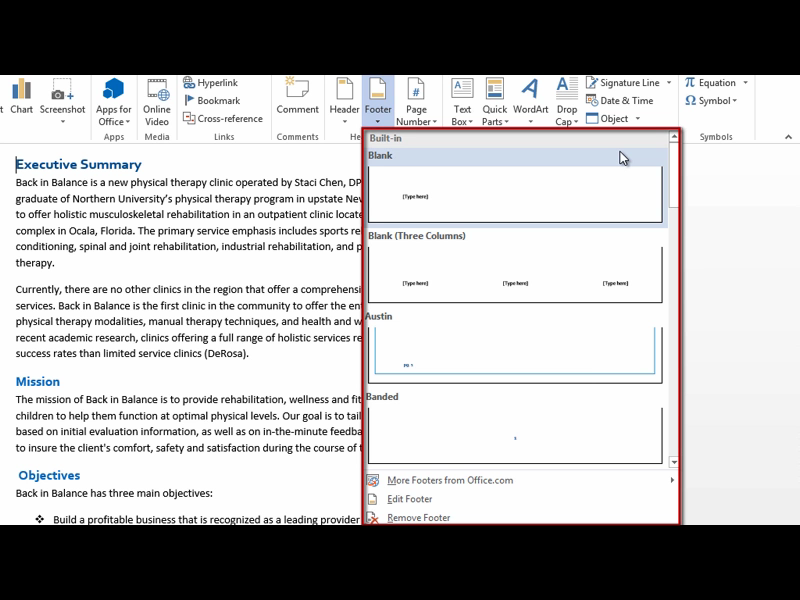 t Chart Screenshot Apps for Office Online Video Hyperlink Bookmark Cross-reference Comment Header Footer Page Number Text Box Quick Parts WordArt Drop Cap Signature Line Date & Time Object Equation Symbol
Apps Media Links Comments He Symbols
Built-in
Blank
[Type here]
Blank (Three Columns)
[Type here] [Type here] [Type here]
Austin
pg. 1
Banded
More Footers from Office.com
Edit Footer
Remove Footer
Executive Summary
Back in Balance is a new physical therapy clinic operated by Staci Chen, DP
graduate of Northern University's physical therapy program in upstate Nev
to offer holistic musculoskeletal rehabilitation in an outpatient clinic locate
complex in Ocala, Florida. The primary service emphasis includes sports re
conditioning, spinal and joint rehabilitation, industrial rehabilitation, and p
therapy.
Currently, there are no other clinics in the region that offer a comprehensi
services. Back in Balance is the first clinic in the community to offer the en
physical therapy modalities, manual therapy techniques, and health and w
recent academic research, clinics offering a full range of holistic services re
success rates than limited service clinics (DeRosa).
Mission
The mission of Back in Balance is to provide rehabilitation, wellness and fit
children to help them function at optimal physical levels. Our goal is to tail
based on initial evaluation information, as well as on in-the-minute feedba
to insure the client's comfort, safety and satisfaction during the course of t
Objectives
Back in Balance has three main objectives:
❖ Build a profitable business that is recognized as a leading provider